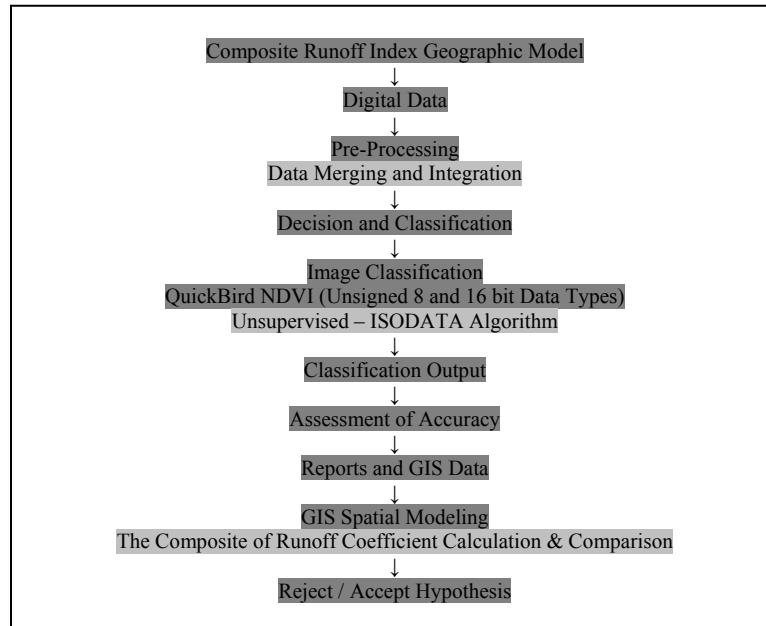 Composite Runoff Index Geographic Model
↓
Digital Data
↓
Pre-Processing
Data Merging and Integration
↓
Decision and Classification
↓
Image Classification
QuickBird NDVI (Unsigned 8 and 16 bit Data Types)
Unsupervised – ISODATA Algorithm
↓
Classification Output
↓
Assessment of Accuracy
↓
Reports and GIS Data
↓
GIS Spatial Modeling
The Composite of Runoff Coefficient Calculation & Comparison
↓
Reject / Accept Hypothesis